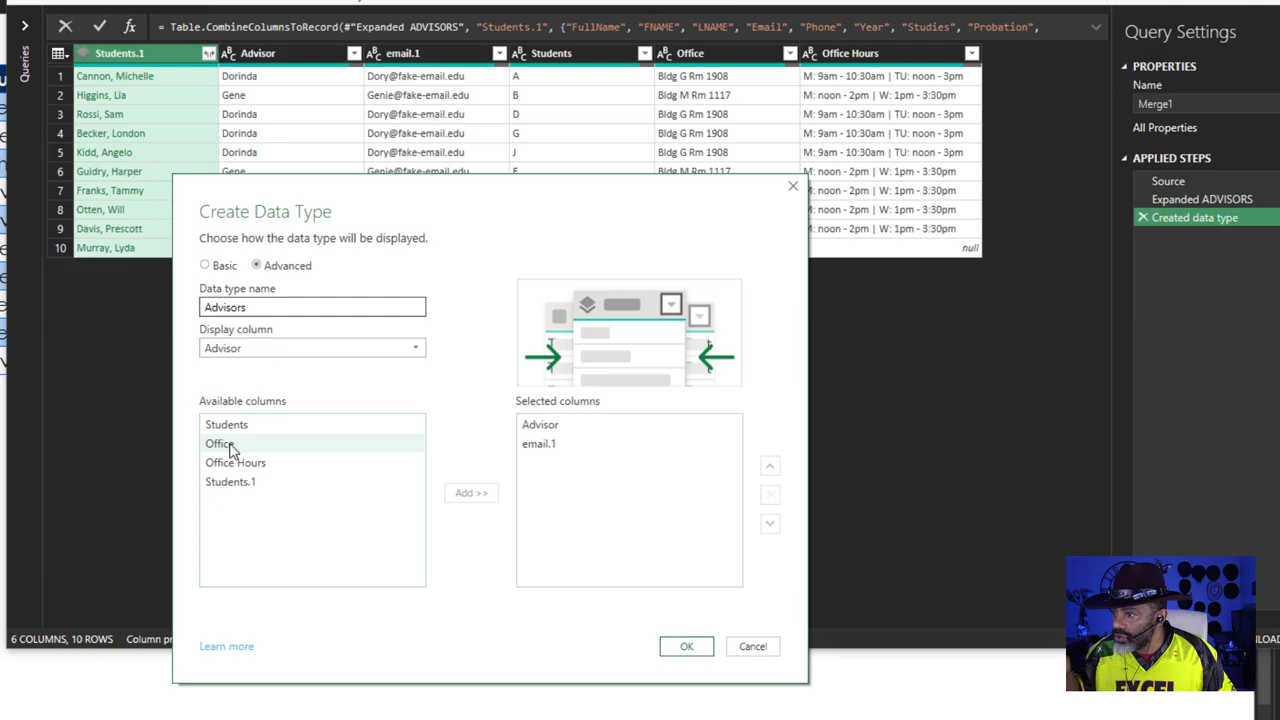 = Table.CombineColumnsToRecord(#"Expanded ADVISORS", "Students.1", {"FullName", "FNAME", "LNAME", "Email", "Phone", "Year", "Studies", "Probation",
Query Settings
Queries
Students.1 Advisor email.1 Students Office Office Hours
1 Cannon, Michelle Dorinda Dory@fake-email.edu A Bldg G Rm 1908 M: 9am - 10:30am | TU: noon - 3pm
2 Higgins, Lia Gene Genie@fake-email.edu B Bldg M Rm 1117 M: noon - 2pm | W: 1pm - 3:30pm
3 Rossi, Sam Dorinda Dory@fake-email.edu D Bldg G Rm 1908 M: 9am - 10:30am | TU: noon - 3pm
4 Becker, London Dorinda Dory@fake-email.edu G Bldg G Rm 1908 M: 9am - 10:30am | TU: noon - 3pm
5 Kidd, Angelo Dorinda Dory@fake-email.edu J Bldg G Rm 1908 M: 9am - 10:30am | TU: noon - 3pm
6 Guidry, Harper Gene Genie@fake-email.edu Bldg M Rm 1117 M: noon - 2pm | W: 1pm - 3:30pm
7 Franks, Tammy M: noon - 2pm | W: 1pm - 3:30pm
8 Otten, Will M: noon - 2pm | W: 1pm - 3:30pm
9 Davis, Prescott M: noon - 2pm | W: 1pm - 3:30pm
10 Murray, Lyda null
PROPERTIES
Name
Merge1
All Properties
APPLIED STEPS
Source
Expanded ADVISORS
Created data type
Create Data Type
Choose how the data type will be displayed.
Basic Advanced
Data type name
Advisors
Display column
Advisor
Available columns
Students
Office
Office Hours
Students.1
Add >>
Selected columns
Advisor
email.1
Learn more
OK Cancel
6 COLUMNS, 10 ROWS Column
EXCEL